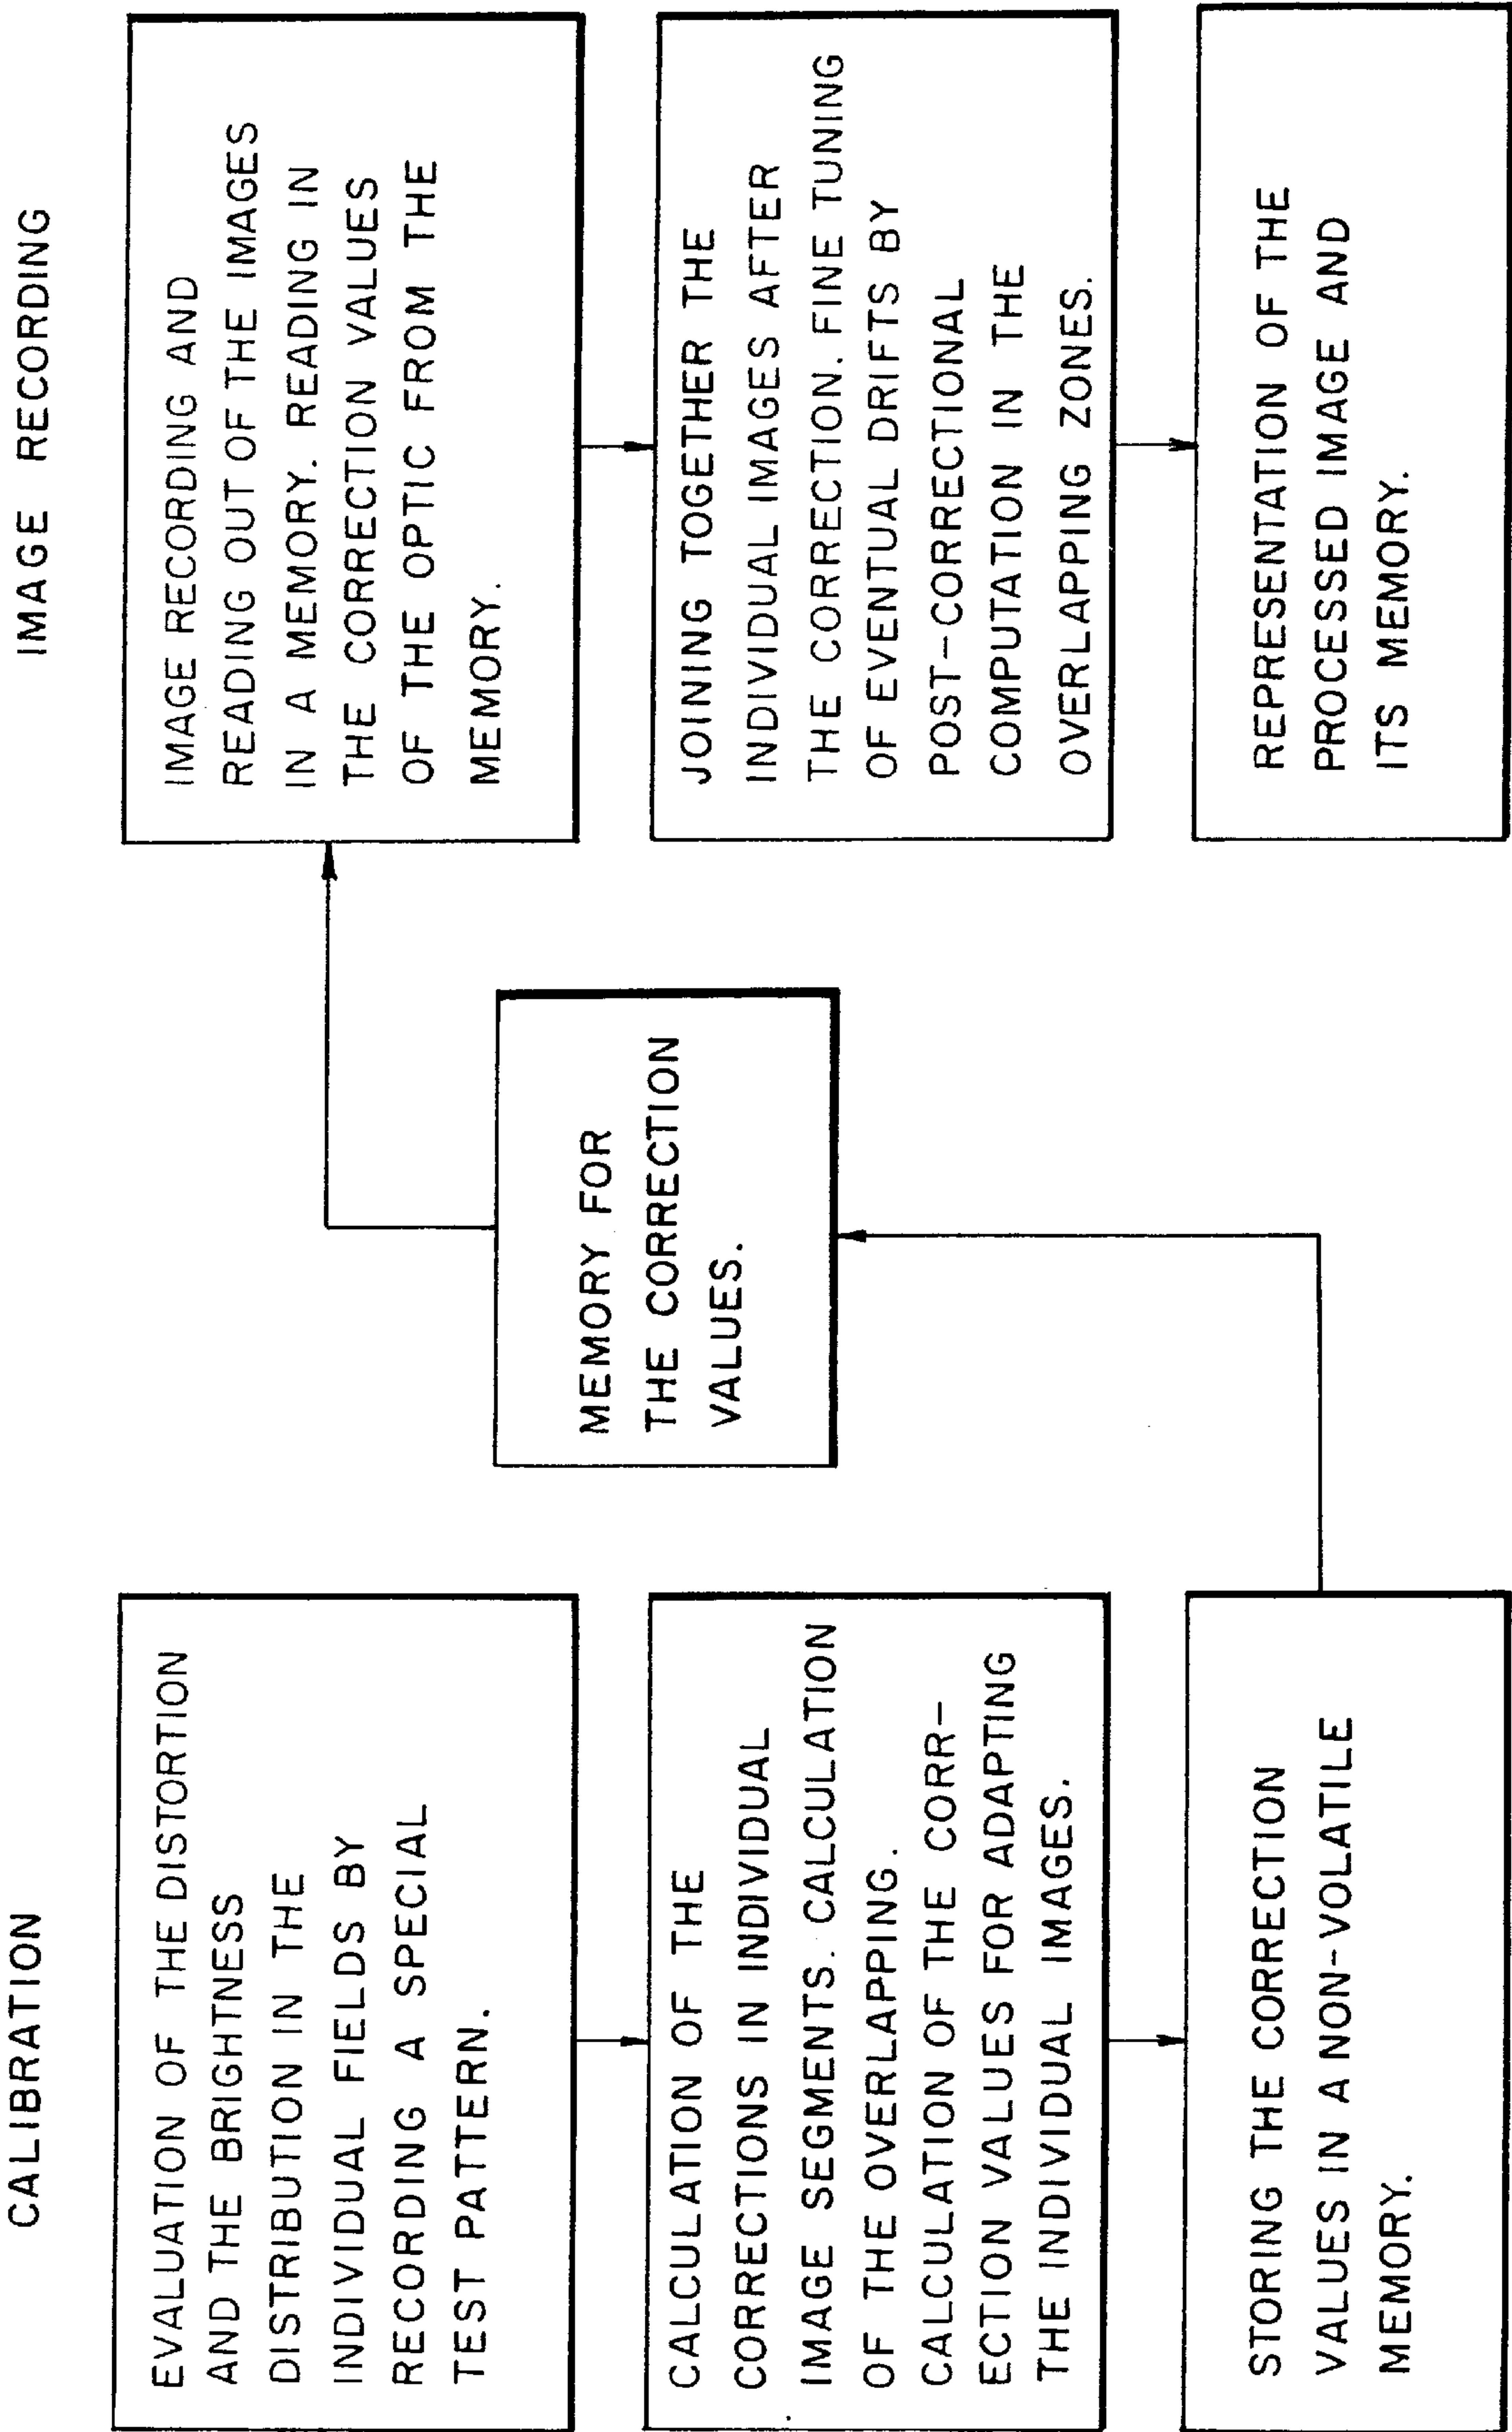 CALIBRATION
EVALUATION OF THE DISTORTION
AND THE BRIGHTNESS
DISTRIBUTION IN THE
INDIVIDUAL FIELDS BY
RECORDING A SPECIAL
TEST PATTERN.
CALCULATION OF THE
CORRECTIONS IN INDIVIDUAL
IMAGE SEGMENTS. CALCULATION
OF THE OVERLAPPING.
CALCULATION OF THE CORR-
ECTION VALUES FOR ADAPTING
THE INDIVIDUAL IMAGES.
STORING THE CORRECTION
VALUES IN A NON-VOLATILE
MEMORY.
MEMORY FOR
THE CORRECTION
VALUES.
IMAGE RECORDING
IMAGE RECORDING AND
READING OUT OF THE IMAGES
IN A MEMORY. READING IN
THE CORRECTION VALUES
OF THE OPTIC FROM THE
MEMORY.
JOINING TOGETHER THE
INDIVIDUAL IMAGES AFTER
THE CORRECTION. FINE TUNING
OF EVENTUAL DRIFTS BY
POST-CORRECTIONAL
COMPUTATION IN THE
OVERLAPPING ZONES.
REPRESENTATION OF THE
PROCESSED IMAGE AND
ITS MEMORY.